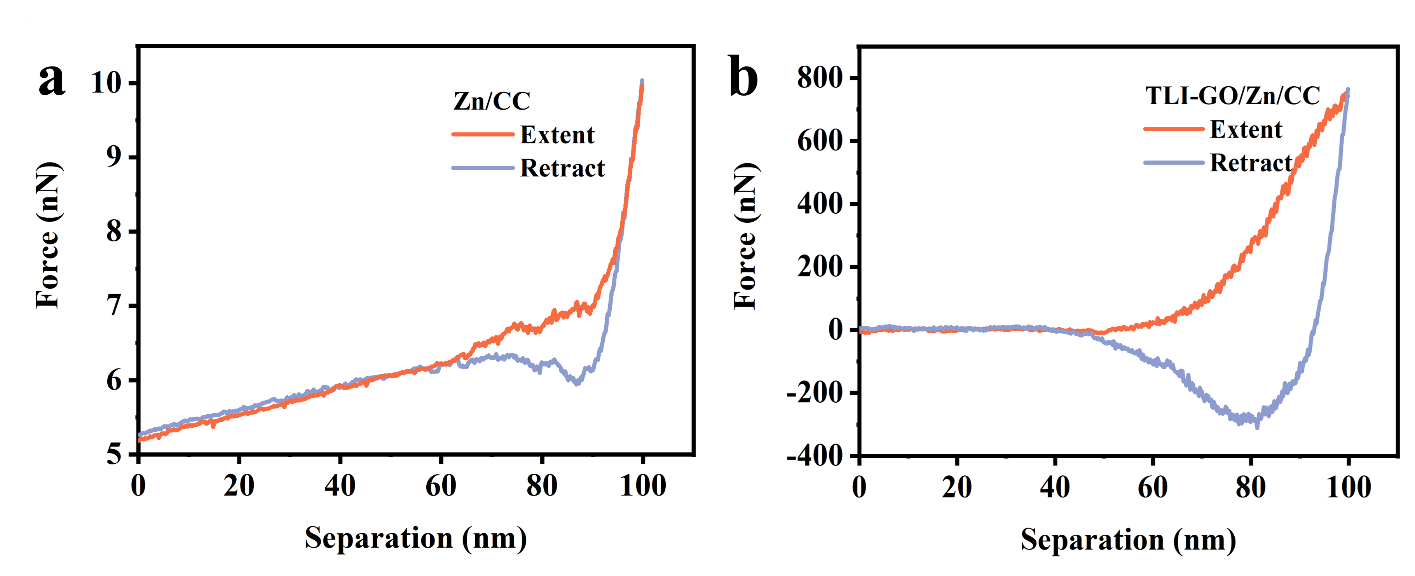 a
Zn/CC
Extent
Retract
10
9
8
7
6
5
0 20 40 60 80 100
Force (nN)
Separation (nm)
b
TLI-GO/Zn/CC
Extent
Retract
800
600
400
200
0
-200
-400
0 20 40 60 80 100
Force (nN)
Separation (nm)